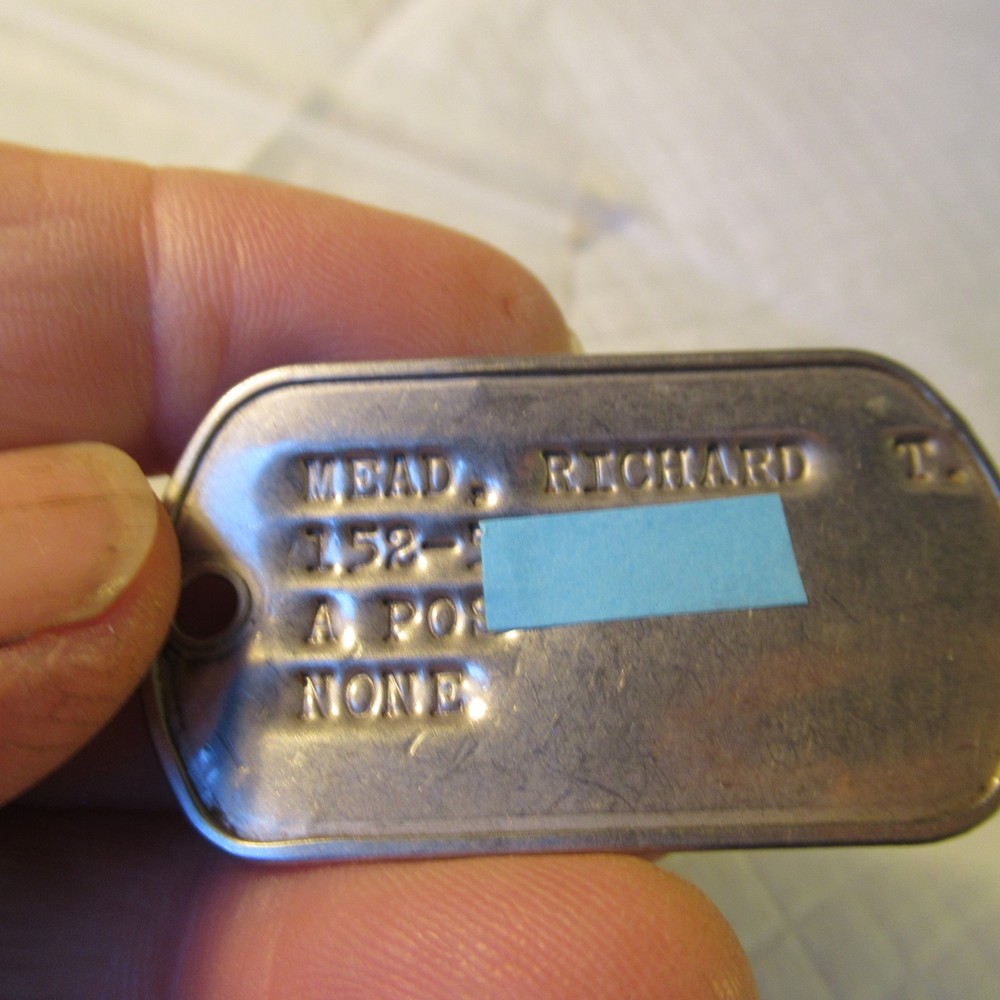 MEAD, RICHARD T.
152-
A POS
NONE